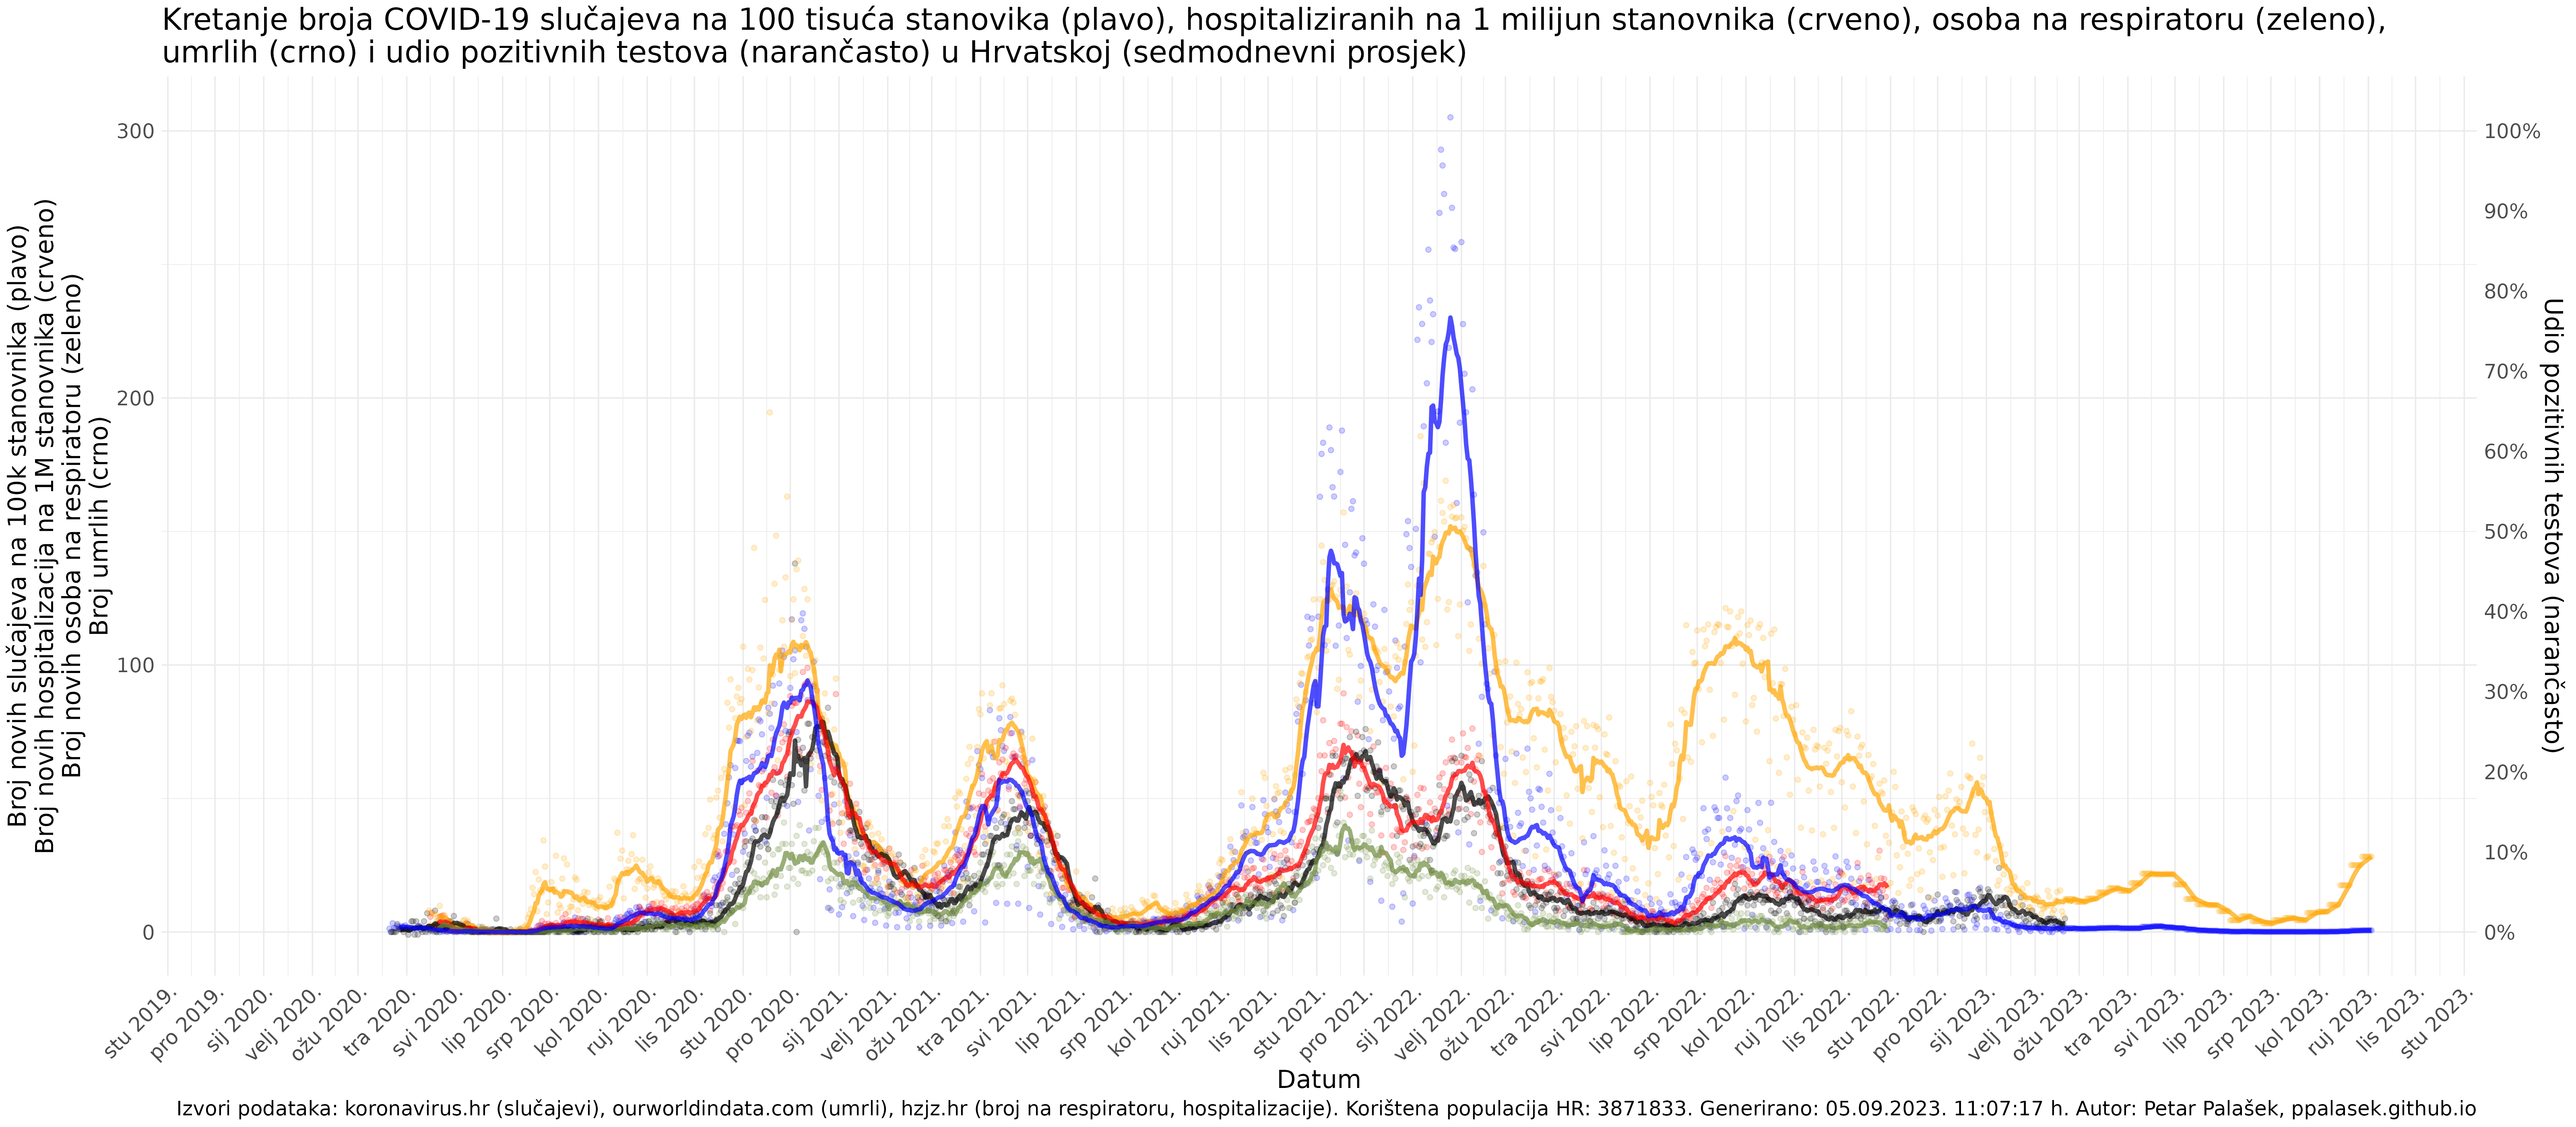 Kretanje broja COVID-19 slučajeva na 100 tisuća stanovika (plavo), hospitaliziranih na 1 milijun stanovnika (crveno), osoba na respiratoru (zeleno),
umrlih (crno) i udio pozitivnih testova (narančasto) u Hrvatskoj (sedmodnevni prosjek)
Broj novih slučajeva na 100k stanovnika (plavo)
Broj novih hospitalizacija na 1M stanovnika (crveno)
Broj novih osoba na respiratoru (zeleno)
Broj umrlih (crno)
300
200
100
0
100%
90%
80%
70%
60%
50%
40%
30%
20%
10%
0%
Udio pozitivnih testova (narančasto)
stu 2019.
pro 2019.
sij 2020.
velj 2020.
ožu 2020.
tra 2020.
svi 2020.
lip 2020.
srp 2020.
kol 2020.
ruj 2020.
lis 2020.
stu 2020.
pro 2020.
sij 2021.
velj 2021.
ožu 2021.
tra 2021.
svi 2021.
lip 2021.
srp 2021.
kol 2021.
ruj 2021.
lis 2021.
stu 2021.
pro 2021.
sij 2022.
velj 2022.
ožu 2022.
tra 2022.
svi 2022.
lip 2022.
srp 2022.
kol 2022.
ruj 2022.
lis 2022.
stu 2022.
pro 2022.
sij 2023.
velj 2023.
ožu 2023.
tra 2023.
svi 2023.
lip 2023.
srp 2023.
kol 2023.
ruj 2023.
lis 2023.
stu 2023.
Datum
Izvori podataka: koronavirus.hr (slučajevi), ourworldindata.com (umrli), hzjz.hr (broj na respiratoru, hospitalizacije). Korištena populacija HR: 3871833. Generirano: 05.09.2023. 11:07:17 h. Autor: Petar Palašek, ppalasek.github.io